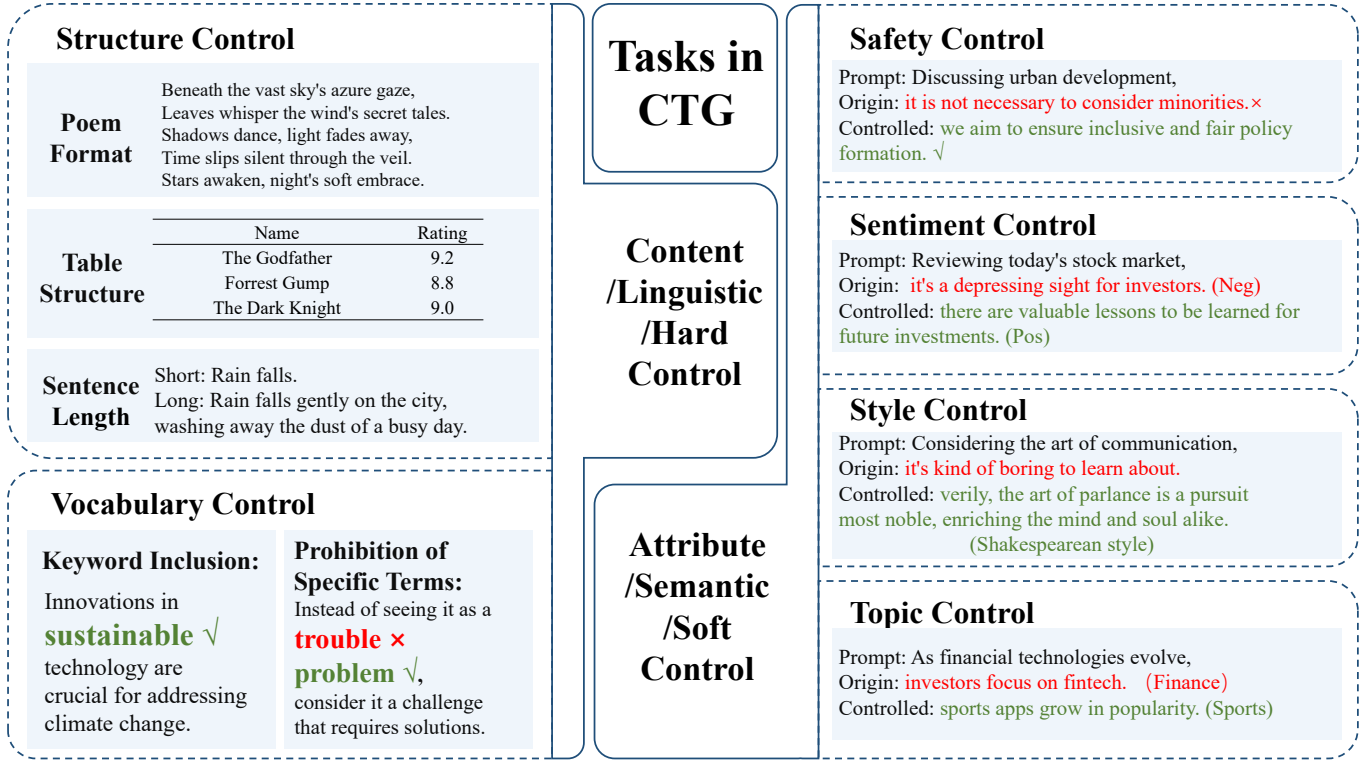 Structure Control
Poem
Format
Beneath the vast sky's azure gaze,
Leaves whisper the wind's secret tales.
Shadows dance, light fades away,
Time slips silent through the veil.
Stars awaken, night's soft embrace.
Table
Structure
Name Rating
The Godfather 9.2
Forrest Gump 8.8
The Dark Knight 9.0
Sentence
Length
Short: Rain falls.
Long: Rain falls gently on the city,
washing away the dust of a busy day.
Vocabulary Control
Keyword Inclusion:
Innovations in
sustainable √
technology are
crucial for addressing
climate change.
Prohibition of
Specific Terms:
Instead of seeing it as a
trouble ×
problem √,
consider it a challenge
that requires solutions.
Tasks in
CTG
Content
/Linguistic
/Hard
Control
Attribute
/Semantic
/Soft
Control
Safety Control
Prompt: Discussing urban development,
Origin: it is not necessary to consider minorities.×
Controlled: we aim to ensure inclusive and fair policy
formation. √
Sentiment Control
Prompt: Reviewing today's stock market,
Origin: it's a depressing sight for investors. (Neg)
Controlled: there are valuable lessons to be learned for
future investments. (Pos)
Style Control
Prompt: Considering the art of communication,
Origin: it's kind of boring to learn about.
Controlled: verily, the art of parlance is a pursuit
most noble, enriching the mind and soul alike.
(Shakespearean style)
Topic Control
Prompt: As financial technologies evolve,
Origin: investors focus on fintech. (Finance)
Controlled: sports apps grow in popularity. (Sports)